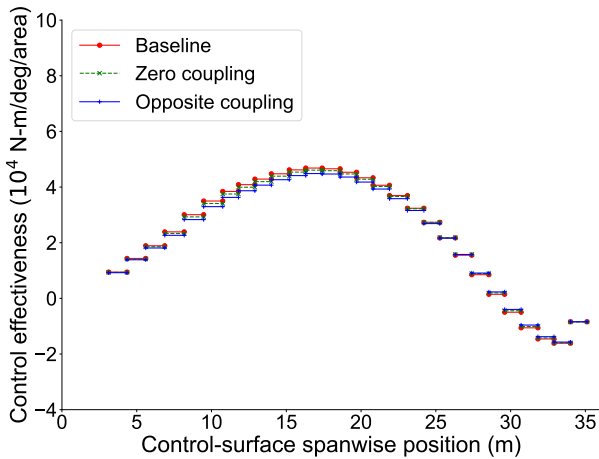 Control effectiveness (10⁴ N-m/deg/area)
10
8
6
4
2
0
−2
−4
Baseline
Zero coupling
Opposite coupling
0 5 10 15 20 25 30 35
Control-surface spanwise position (m)